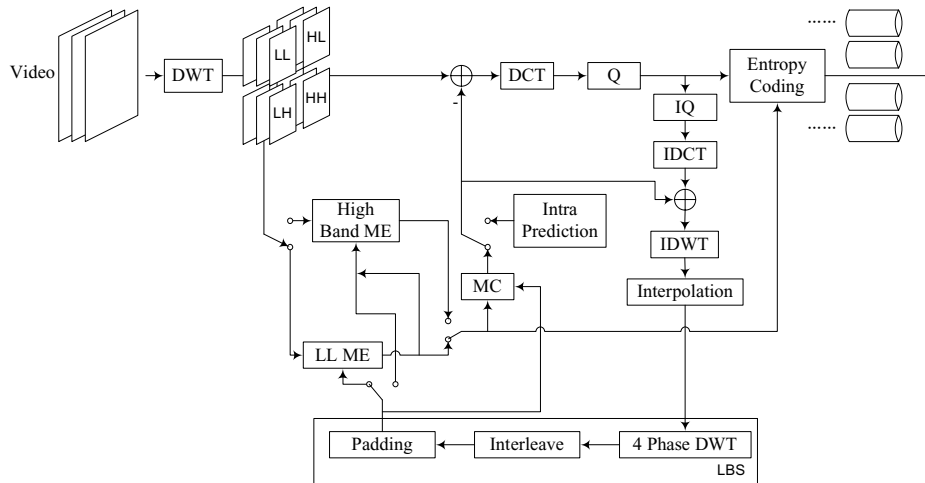 Video
DWT
LL
HL
LH
HH
-
DCT
Q
Entropy
Coding
......
......
IQ
IDCT
High
Band ME
Intra
Prediction
IDWT
MC
Interpolation
LL ME
Padding
Interleave
4 Phase DWT
LBS